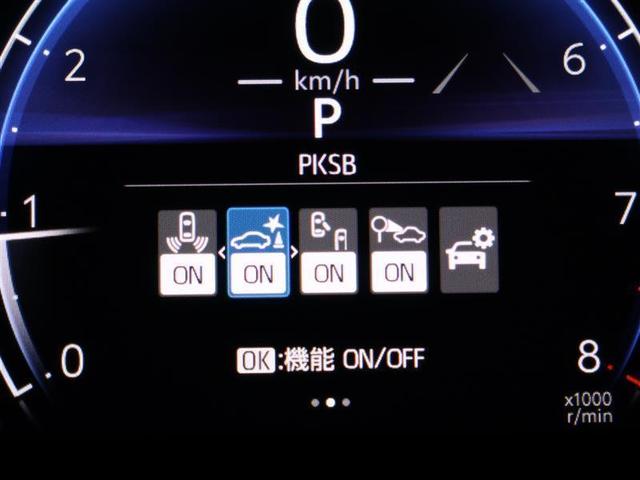 0
2
6
km/h
P
PKSB
1
7
ON ON ON ON
OK:機能 ON/OFF
0
8
x1000
r/min